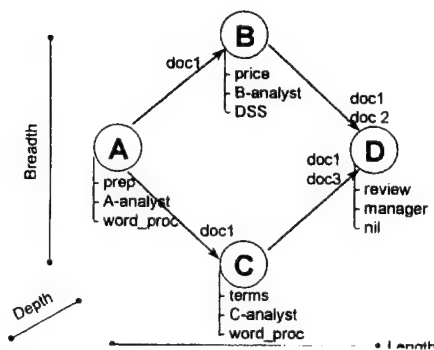 B
doc1
price
B-analyst
DSS
doc1
doc 2
Breadth
A
doc1
doc3
D
prep
A-analyst
word_proc
doc1
review
manager
nil
C
Depth
terms
C-analyst
word_proc
Length